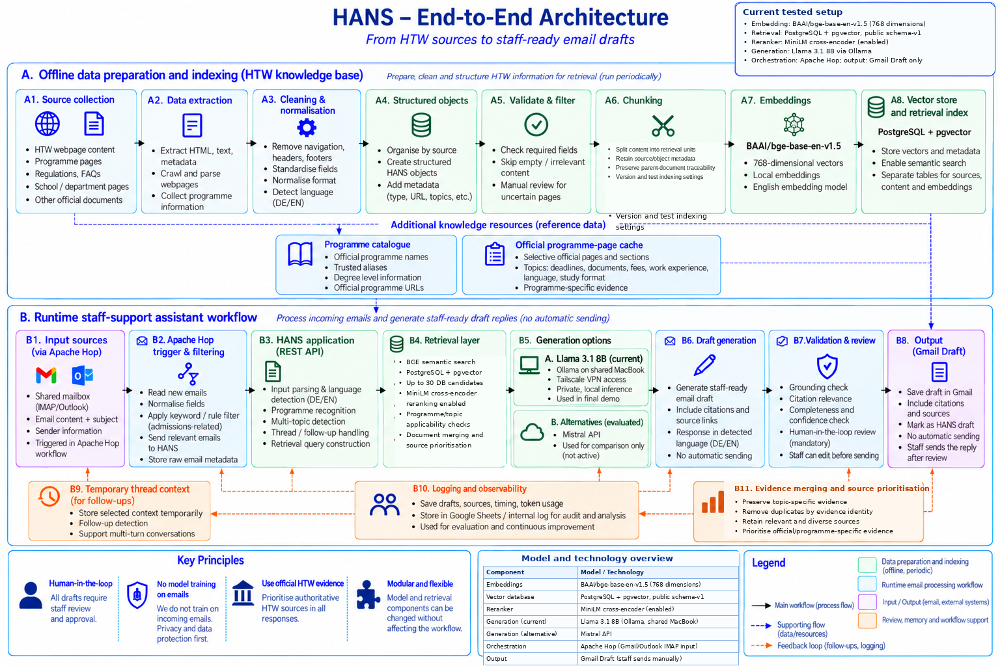 HANS – End-to-End Architecture
From HTW sources to staff-ready email drafts
Current tested setup
• Embedding: BAAI/bge-base-en-v1.5 (768 dimensions)
• Retrieval: PostgreSQL + pgvector, public schema-v1
• Reranker: MiniLM cross-encoder (enabled)
• Generation: Llama 3.1 8B via Ollama
• Orchestration: Apache Hop; output: Gmail Draft only
A. Offline data preparation and indexing (HTW knowledge base)
Prepare, clean and structure HTW information for retrieval (run periodically)
A1. Source collection
• HTW webpage content
• Programme pages
• Regulations, FAQs
• School / department pages
• Other official documents
A2. Data extraction
• Extract HTML, text,
metadata
• Crawl and parse
webpages
• Collect programme
information
A3. Cleaning &
normalisation
• Remove navigation,
headers, footers
• Standardise fields
• Normalise format
• Detect language
(DE/EN)
A4. Structured objects
• Organise by source
• Create structured
HANS objects
• Add metadata
(type, URL, topics, etc.)
A5. Validate & filter
• Check required fields
• Skip empty / irrelevant
content
• Manual review for
uncertain pages
A6. Chunking
• Split content into retrieval units
• Retain source/object metadata
• Preserve parent-document traceability
• Version and test indexing settings
• Version and test indexing
settings
A7. Embeddings
BAAI/bge-base-en-v1.5
• 768-dimensional vectors
• Local embeddings
• English embedding model
A8. Vector store
and retrieval index
PostgreSQL + pgvector
• Store vectors and metadata
• Enable semantic search
• Separate tables for sources,
content and embeddings
Additional knowledge resources (reference data)
Programme catalogue
• Official programme names
• Trusted aliases
• Degree level information
• Official programme URLs
Official programme-page cache
• Selective official pages and sections
• Topics: deadlines, documents, fees, work experience,
language, study format
• Programme-specific evidence
B. Runtime staff-support assistant workflow
Process incoming emails and generate staff-ready draft replies (no automatic sending)
B1. Input sources
(via Apache Hop)
• Shared mailbox
(IMAP/Outlook)
• Email content + subject
• Sender information
• Triggered in Apache Hop
workflow
B2. Apache Hop
trigger & filtering
• Read new emails
• Normalise fields
• Apply keyword / rule filter
(admissions-related)
• Send relevant emails
to HANS
• Store raw email metadata
B3. HANS application
(REST API)
• Input parsing & language
detection (DE/EN)
• Programme recognition
• Multi-topic detection
• Thread / follow-up handling
• Retrieval query construction
B4. Retrieval layer
• BGE semantic search
• PostgreSQL + pgvector
• Up to 30 DB candidates
• MiniLM cross-encoder
reranking enabled
• Programme/topic
applicability checks
• Document merging and
source prioritisation
B5. Generation options
A. Llama 3.1 8B (current)
• Ollama on shared MacBook
• Tailscale VPN access
• Private, local inference
• Used in final demo
B. Alternatives (evaluated)
• Mistral API
• Used for comparison only
(not active)
B6. Draft generation
• Generate staff-ready
email draft
• Include citations and
source links
• Response in detected
language (DE/EN)
• No automatic sending
B7.Validation & review
• Grounding check
• Citation relevance
• Completeness and
confidence check
• Human-in-the-loop review
(mandatory)
• Staff can edit before sending
B8. Output
(Gmail Draft)
• Save draft in Gmail
• Include citations
and sources
• Mark as HANS draft
• No automatic sending
• Staff sends the reply
after review
B9. Temporary thread context
(for follow-ups)
• Store selected context temporarily
• Follow-up detection
• Support multi-turn conversations
B10. Logging and observability
• Save drafts, sources, timing, token usage
• Store in Google Sheets / internal log for audit and analysis
• Used for evaluation and continuous improvement
B11. Evidence merging and source prioritisation
• Preserve topic-specific evidence
• Remove duplicates by evidence identity
• Retain relevant and diverse sources
• Prioritise official/programme-specific evidence
Key Principles
Human-in-the-loop
All drafts require
staff review
and approval.
No model training
on emails
We do not train on
incoming emails.
Privacy and data
protection first.
Use official HTW evidence
Prioritise authoritative
HTW sources in all
responses.
Modular and flexible
Model and retrieval
components can be
changed without
affecting the workflow.
Model and technology overview
Component Model / Technology
Embeddings BAAI/bge-base-en-v1.5 (768 dimensions)
Vector database PostgreSQL + pgvector, public schema-v1
Reranker MiniLM cross-encoder (enabled)
Generation (current) Llama 3.1 8B (Ollama, shared MacBook)
Generation (alternative) Mistral API
Orchestration Apache Hop (Gmail/Outlook IMAP input)
Output Gmail Draft (staff sends manually)
Legend
Main workflow (process flow)
Supporting flow
(data/resources)
Feedback loop (follow-ups, logging)
Data preparation and indexing
(offline, periodic)
Runtime email processing workflow
Input / Output (email, external systems)
Review, memory and workflow support